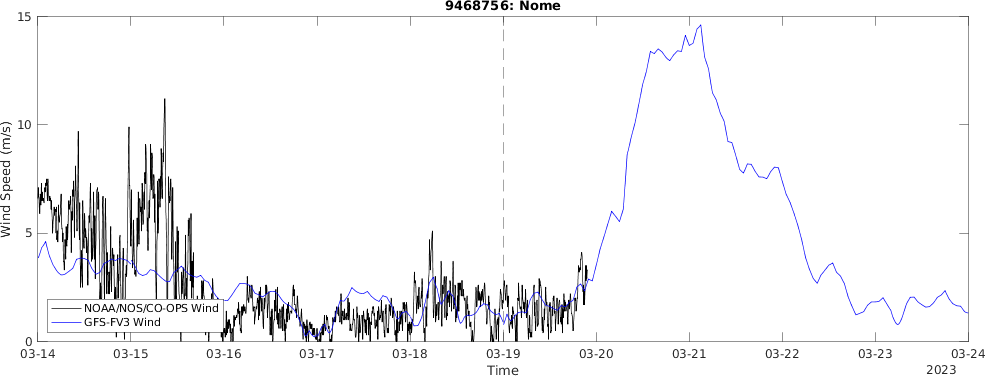 9468756: Nome
15
10
5
0
Wind Speed (m/s)
NOAA/NOS/CO-OPS Wind
GFS-FV3 Wind
03-14 03-15 03-16 03-17 03-18 03-19 03-20 03-21 03-22 03-23 03-24
Time
2023